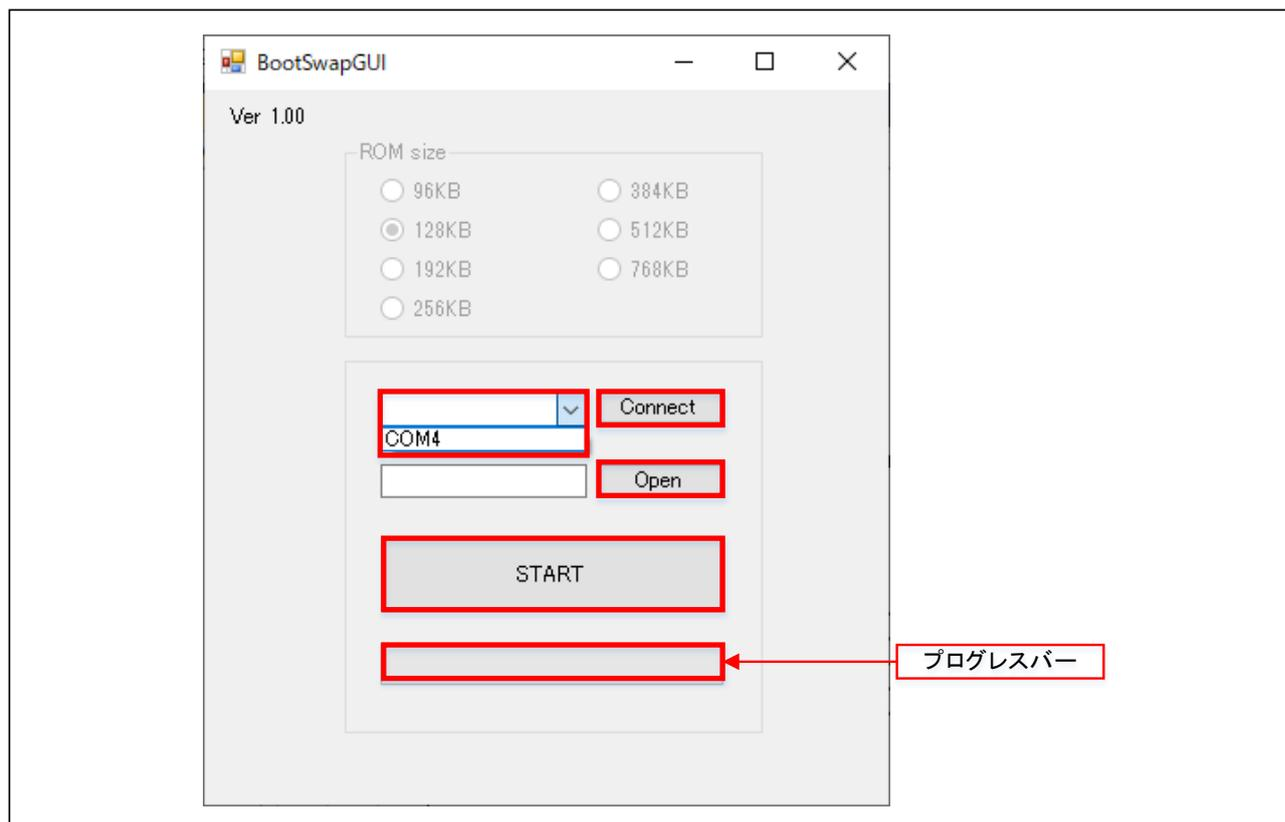 BootSwapGUI
Ver 1.00
ROM size
96KB
384KB
128KB
512KB
192KB
768KB
256KB
Connect
COM4
Open
START
プログレスバー